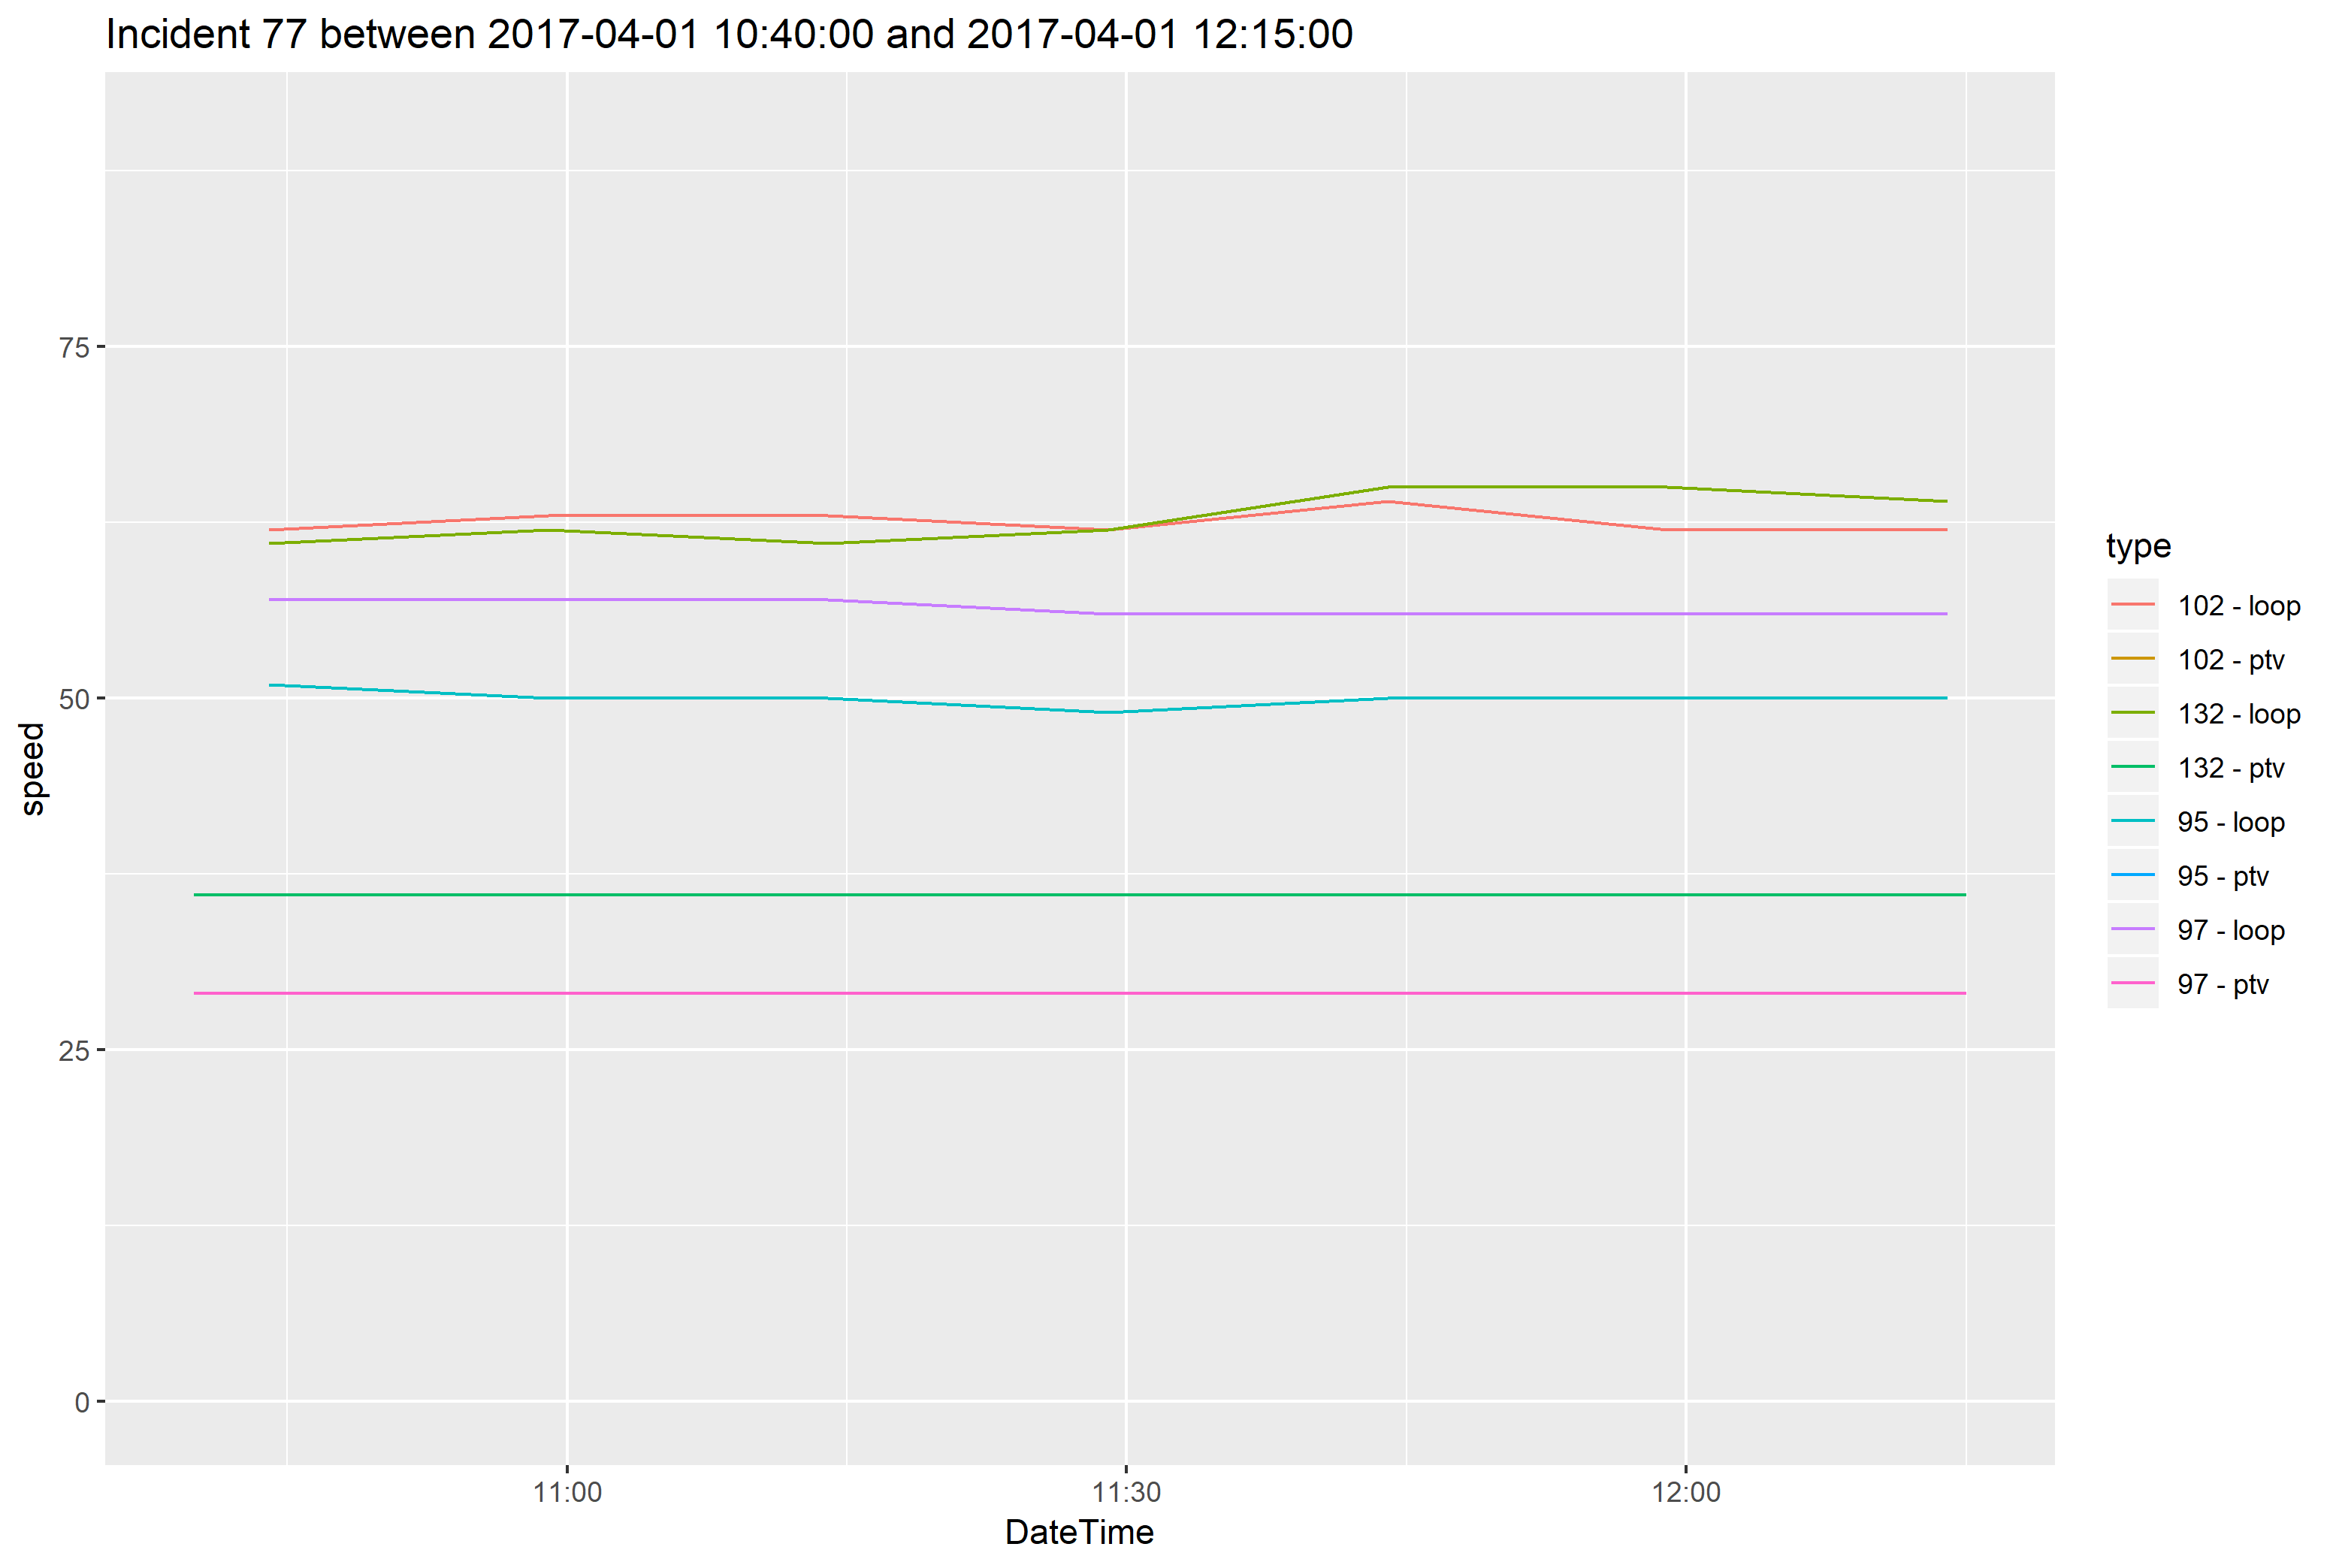 Incident 77 between 2017-04-01 10:40:00 and 2017-04-01 12:15:00
75
50
25
0
speed
11:00
11:30
12:00
DateTime
type
102 - loop
102 - ptv
132 - loop
132 - ptv
95 - loop
95 - ptv
97 - loop
97 - ptv